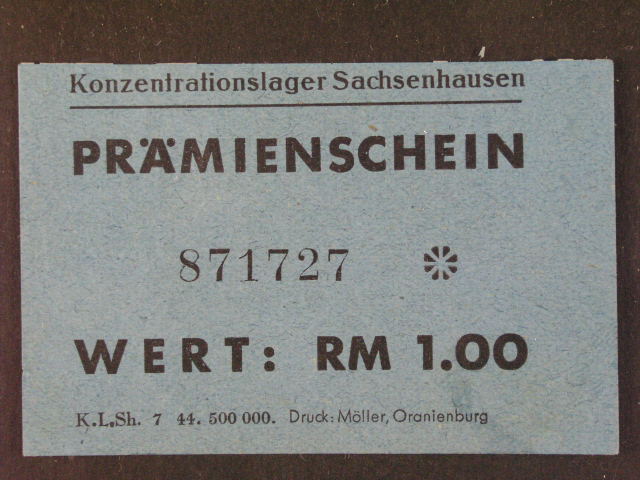 Konzentrationslager Sachsenhausen
PRÄMIENSCHEIN
871727 *
WERT: RM 1.00
K.L.Sh. 7 44. 500 000. Druck: Möller, Oranienburg